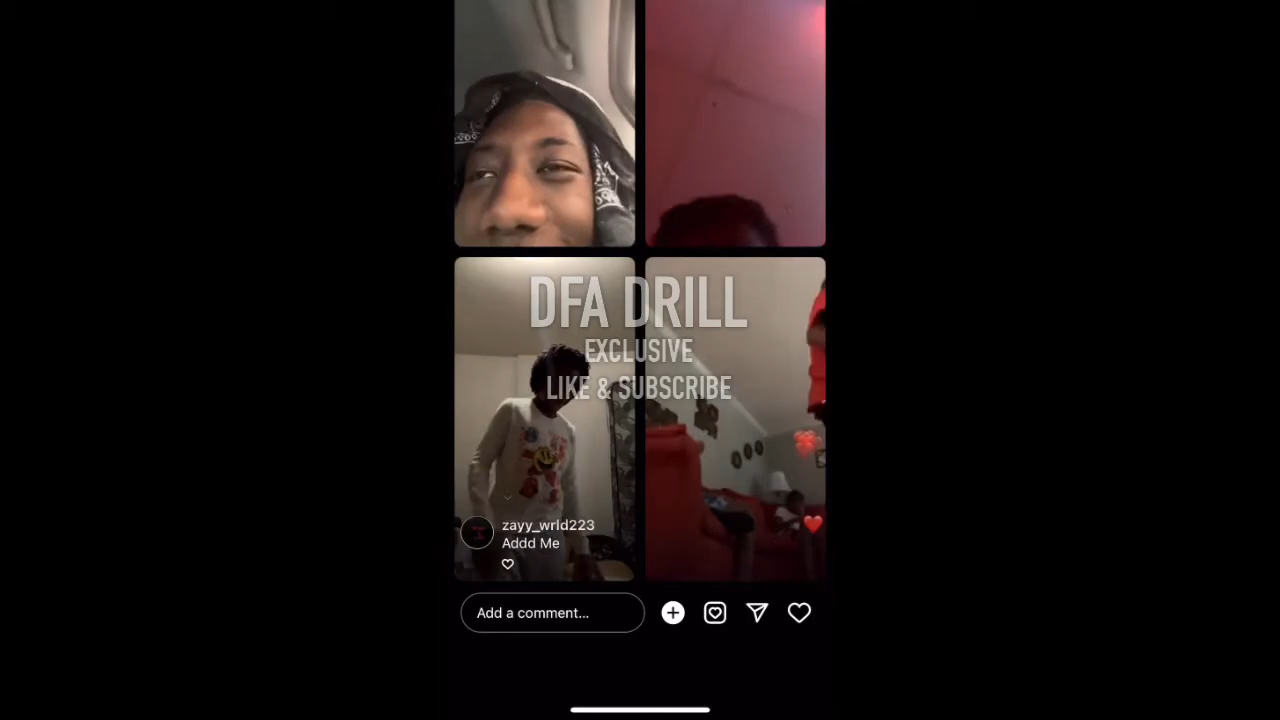 DFA DRILL
EXCLUSIVE
LIKE & SUBSCRIBE
zayy_wrld223
Addd Me
Add a comment...